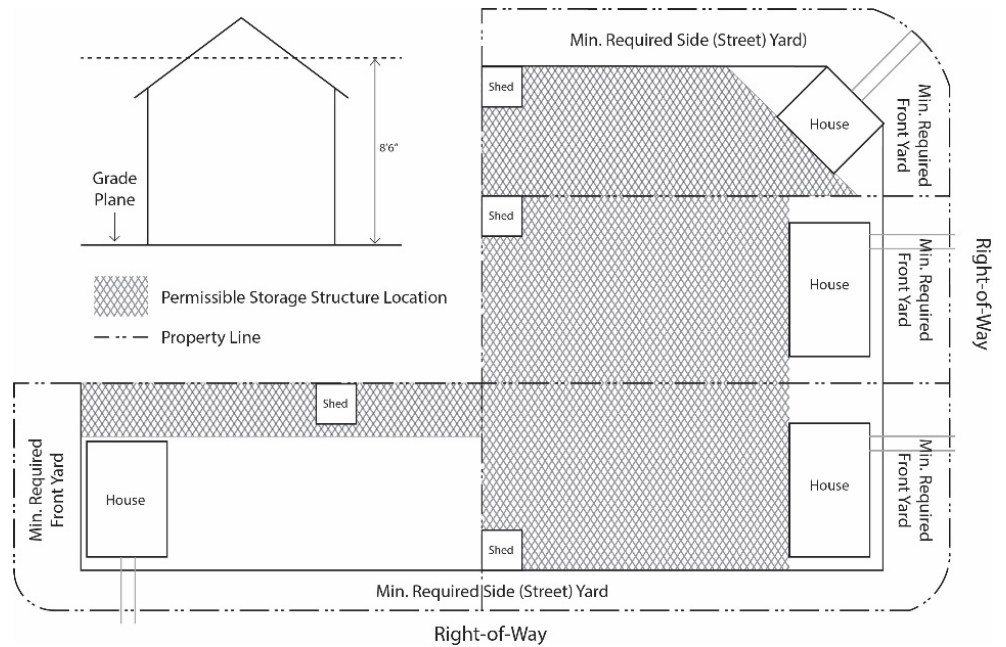 Min. Required Side (Street) Yard)
Shed
House
Min. Required
Front Yard
8'6"
Grade
Plane
Shed
House
Min. Required
Front Yard
Right-of-Way
Permissible Storage Structure Location
Property Line
Shed
Min. Required
Front Yard
House
House
Min. Required
Front Yard
Shed
Min. Required Side (Street) Yard
Right-of-Way